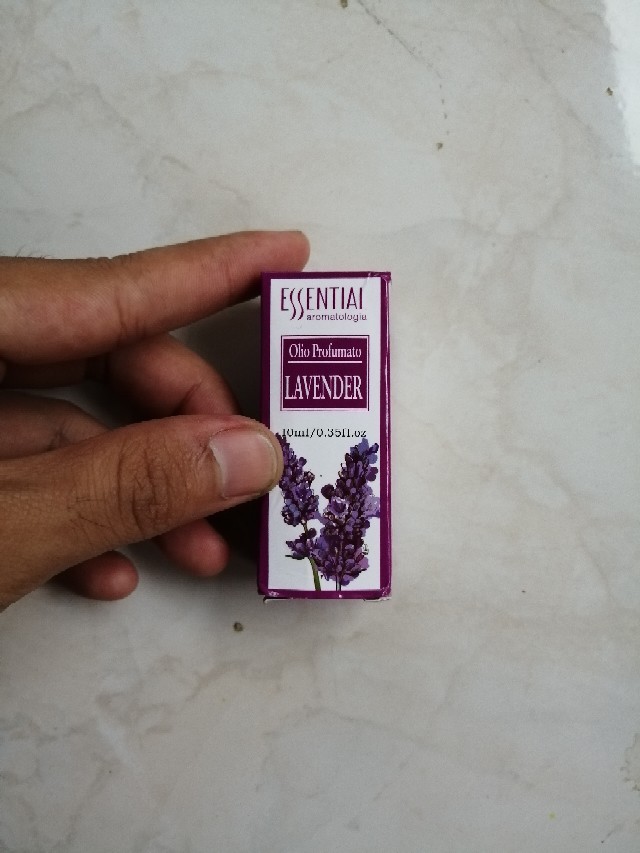 ESSENTIAL
aromatologia
Olio Profumato
LAVENDER
10ml/0.35fl.oz